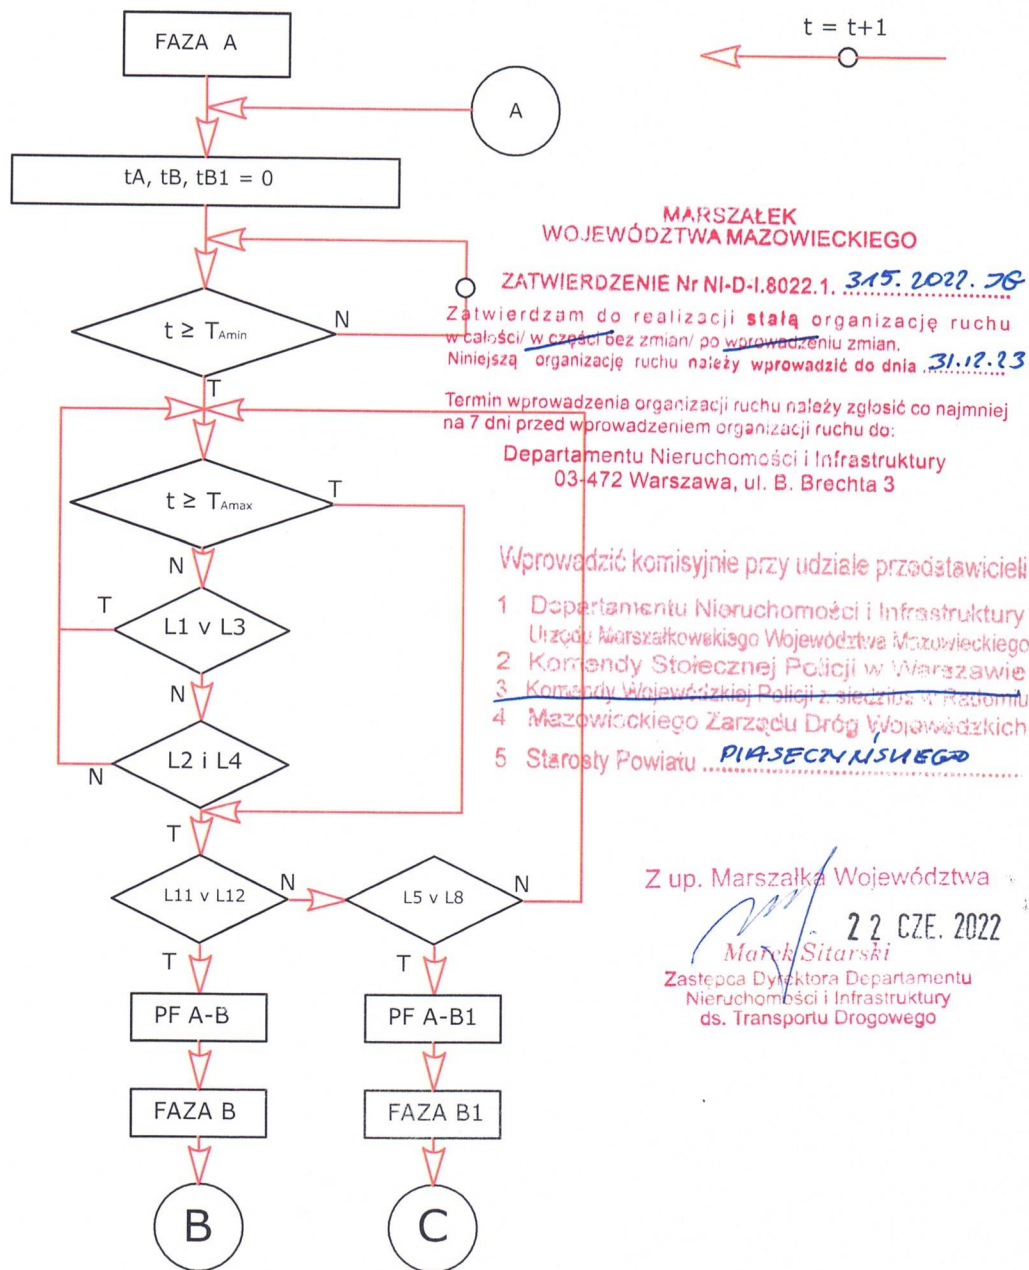 FAZA A
t = t+1
A
tA, tB, tB1 = 0
MARSZAŁEK
WOJEWÓDZTWA MAZOWIECKIEGO
ZATWIERDZENIE Nr NI-D-I.8022.1. 315.2022.JG
Zatwierdzam do realizacji stałą organizację ruchu
w całości/ w części bez zmian/ po wprowadzeniu zmian.
Niniejszą organizację ruchu należy wprowadzić do dnia 31.12.23
t ≥ TAmin
N
T
Termin wprowadzenia organizacji ruchu należy zgłosić co najmniej
na 7 dni przed wprowadzeniem organizacji ruchu do:
Departamentu Nieruchomości i Infrastruktury
03-472 Warszawa, ul. B. Brechta 3
t ≥ TAmax
T
N
Wprowadzić komisyjnie przy udziale przedstawicieli
1 Departamentu Nieruchomości i Infrastruktury
Urzędu Marszałkowskiego Województwa Mazowieckiego
2 Komendy Stołecznej Policji w Warszawie
3 Komendy Wojewódzkiej Policji z siedzibą w Radomiu
4 Mazowieckiego Zarządu Dróg Wojewódzkich
5 Starosty Powiatu PIASECZYŃSKIEGO
T
L1 v L3
N
L2 i L4
N
T
L11 v L12
N
L5 v L8
N
T
T
Z up. Marszałka Województwa
22 CZE. 2022
Marek Sitarski
Zastępca Dyrektora Departamentu
Nieruchomości i Infrastruktury
ds. Transportu Drogowego
PF A-B
PF A-B1
FAZA B
FAZA B1
B
C